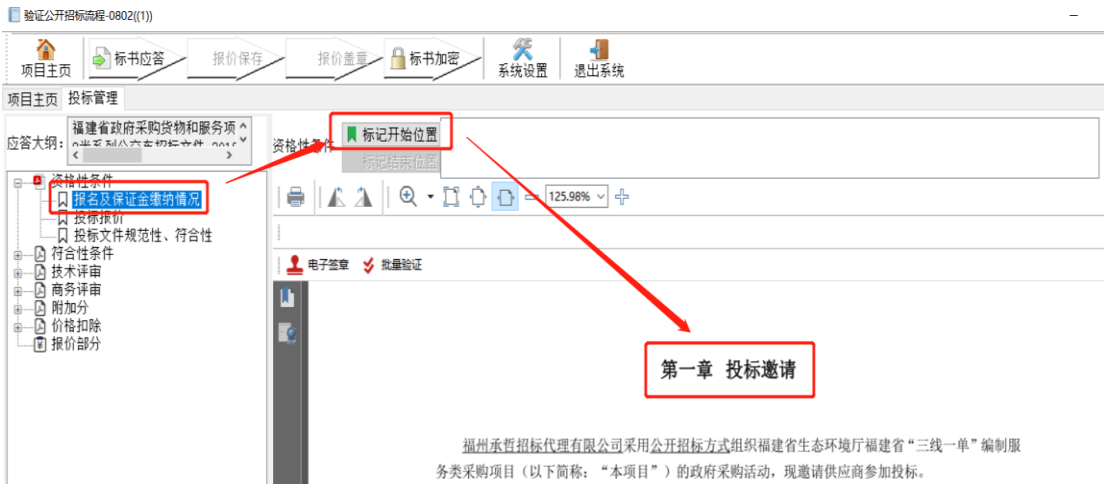 验证公开招标流程-0802((1))
项目主页 标书应答 报价保存 报价盖章 标书加密 系统设置 退出系统
项目主页 投标管理
应答大纲: 福建省政府采购货物和服务项
资格性条件
标记开始位置
标记结束位置
资格性条件
报名及保证金缴纳情况
投标报价
投标文件规范性、符合性
符合性条件
技术评审
商务评审
附加分
价格扣除
报价部分
125.98%
电子签章 批量验证
第一章 投标邀请
福州承哲招标代理有限公司采用公开招标方式组织福建省生态环境厅福建省“三线一单”编制服
务类采购项目（以下简称：“本项目”）的政府采购活动，现邀请供应商参加投标。